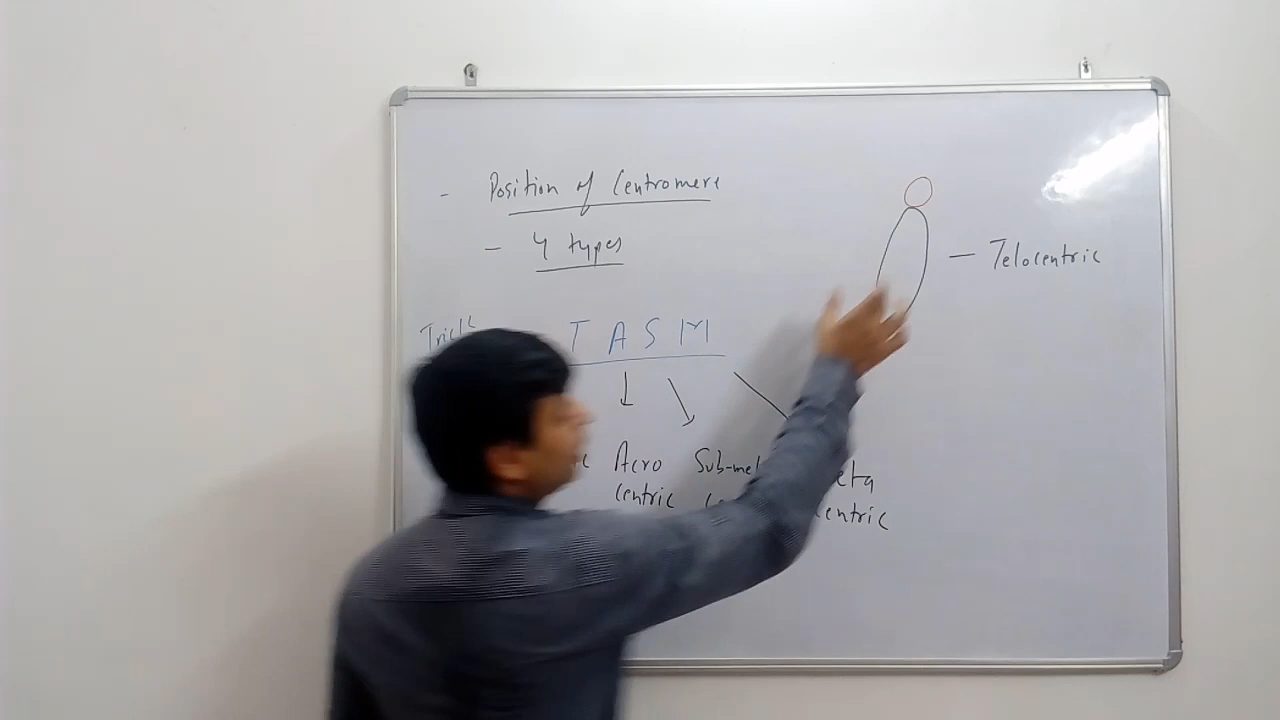 - Position of Centromere
- 4 types
— Telocentric
Trick
T A S M
Acro Sub-me
centric
centric